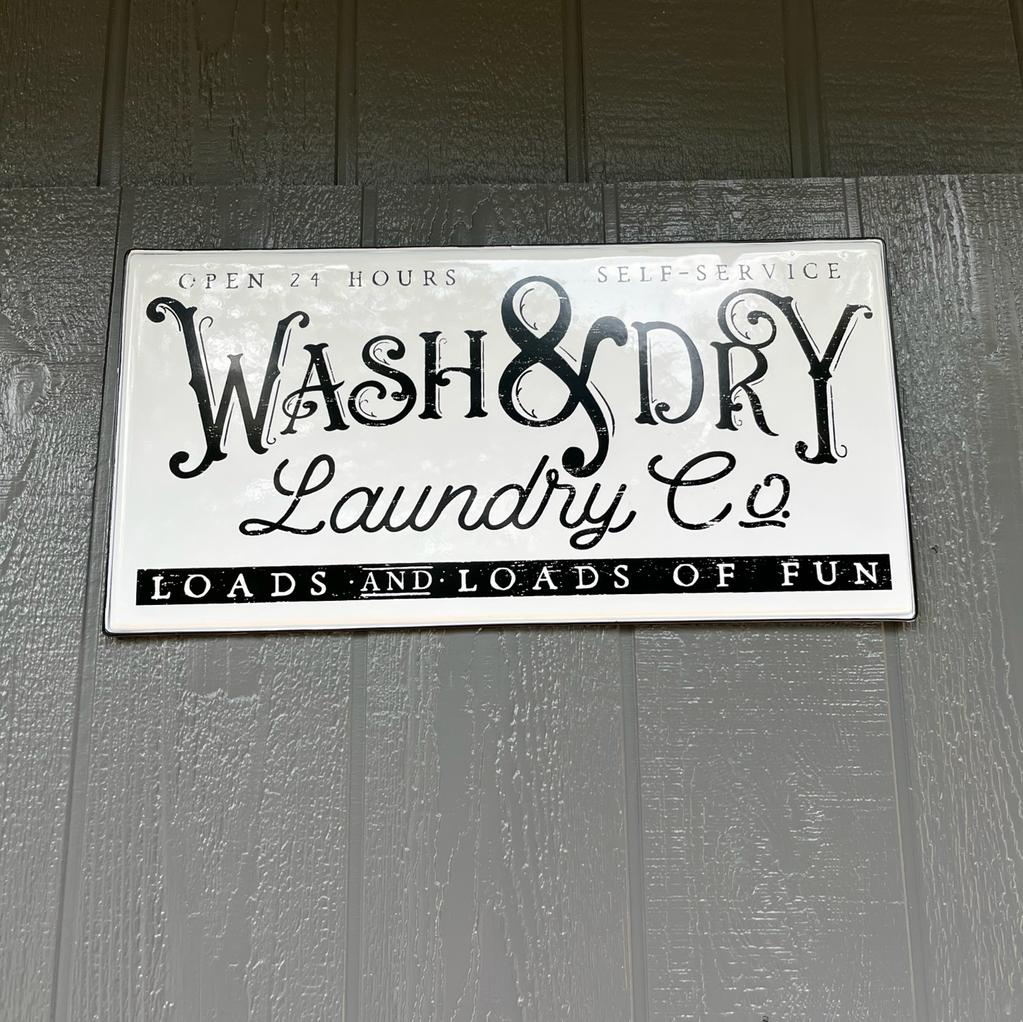 OPEN 24 HOURS SELF-SERVICE
WASH & DRY
Laundry Co.
LOADS ·AND· LOADS OF FUN